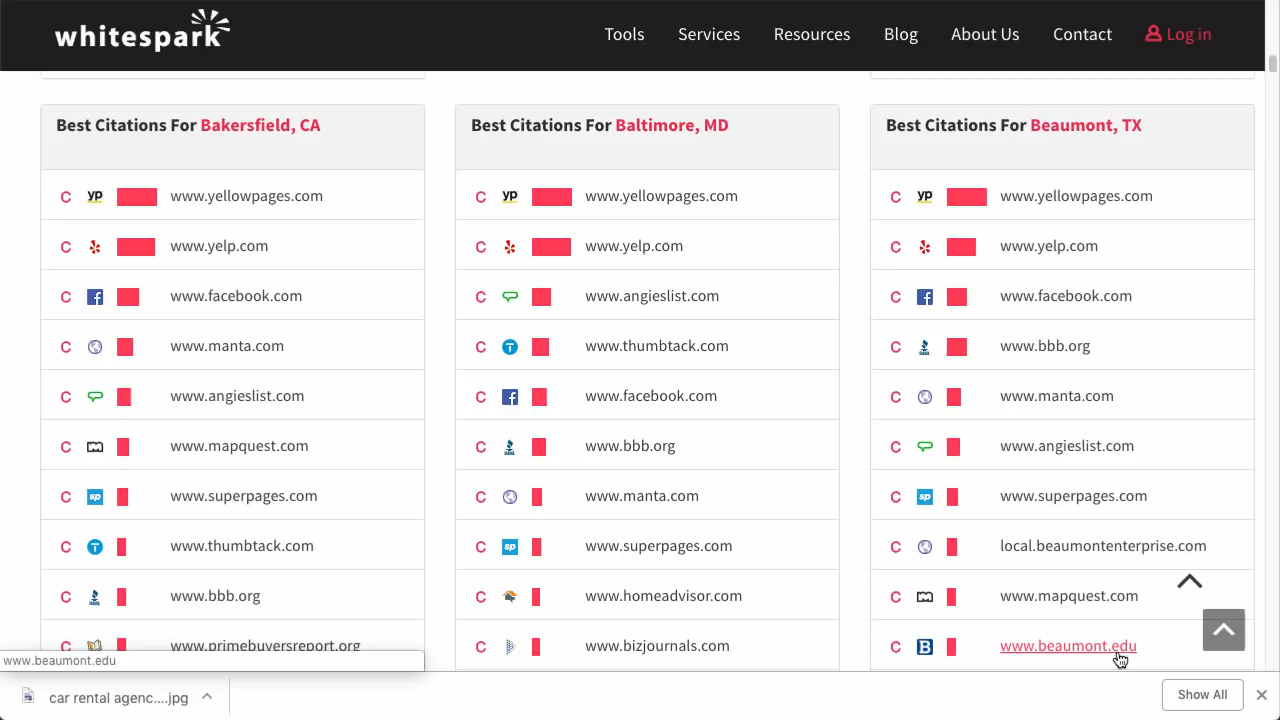 whitespark
Tools Services Resources Blog About Us Contact Log in
Best Citations For Bakersfield, CA
C yp www.yellowpages.com
C www.yelp.com
C f www.facebook.com
C www.manta.com
C www.angieslist.com
C www.mapquest.com
C sp www.superpages.com
C T www.thumbtack.com
C www.bbb.org
C www.primebuyersreport.org
Best Citations For Baltimore, MD
C yp www.yellowpages.com
C www.yelp.com
C www.angieslist.com
C T www.thumbtack.com
C f www.facebook.com
C www.bbb.org
C www.manta.com
C sp www.superpages.com
C www.homeadvisor.com
C www.bizjournals.com
Best Citations For Beaumont, TX
C yp www.yellowpages.com
C www.yelp.com
C f www.facebook.com
C www.bbb.org
C www.manta.com
C www.angieslist.com
C sp www.superpages.com
C local.beaumontenterprise.com
C www.mapquest.com
C B www.beaumont.edu
www.beaumont.edu
car rental agenc....jpg
Show All